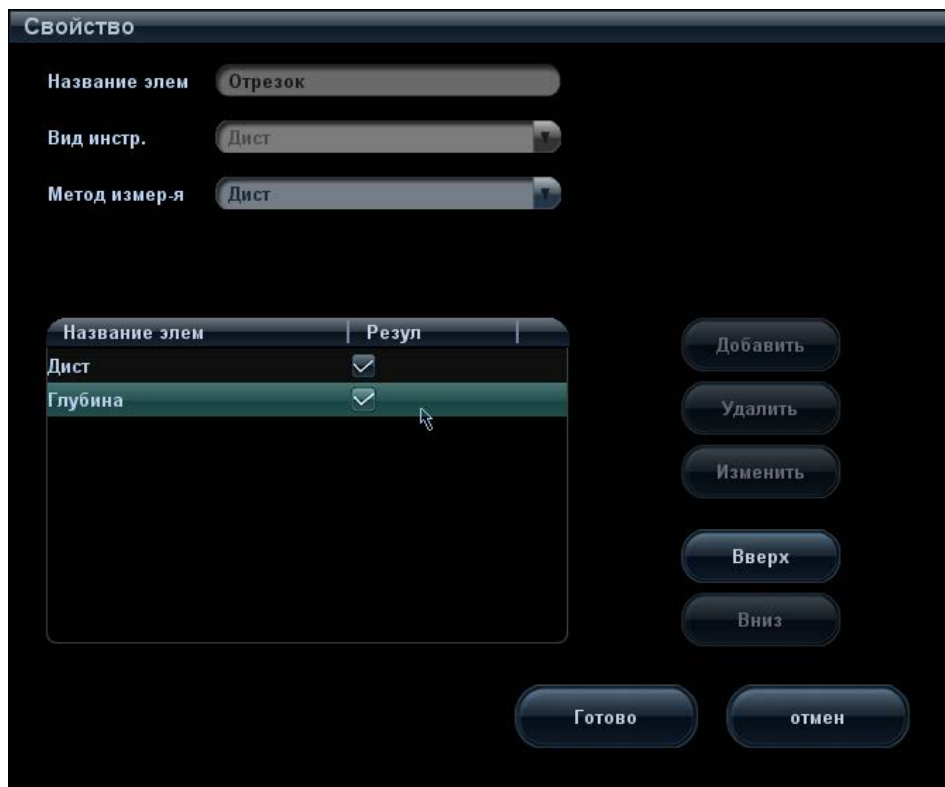 Свойство
Название элем Отрезок
Вид инстр. Дист
Метод измер-я Дист
Название элем Резул
Дист
Глубина
Добавить
Удалить
Изменить
Вверх
Вниз
Готово отмен